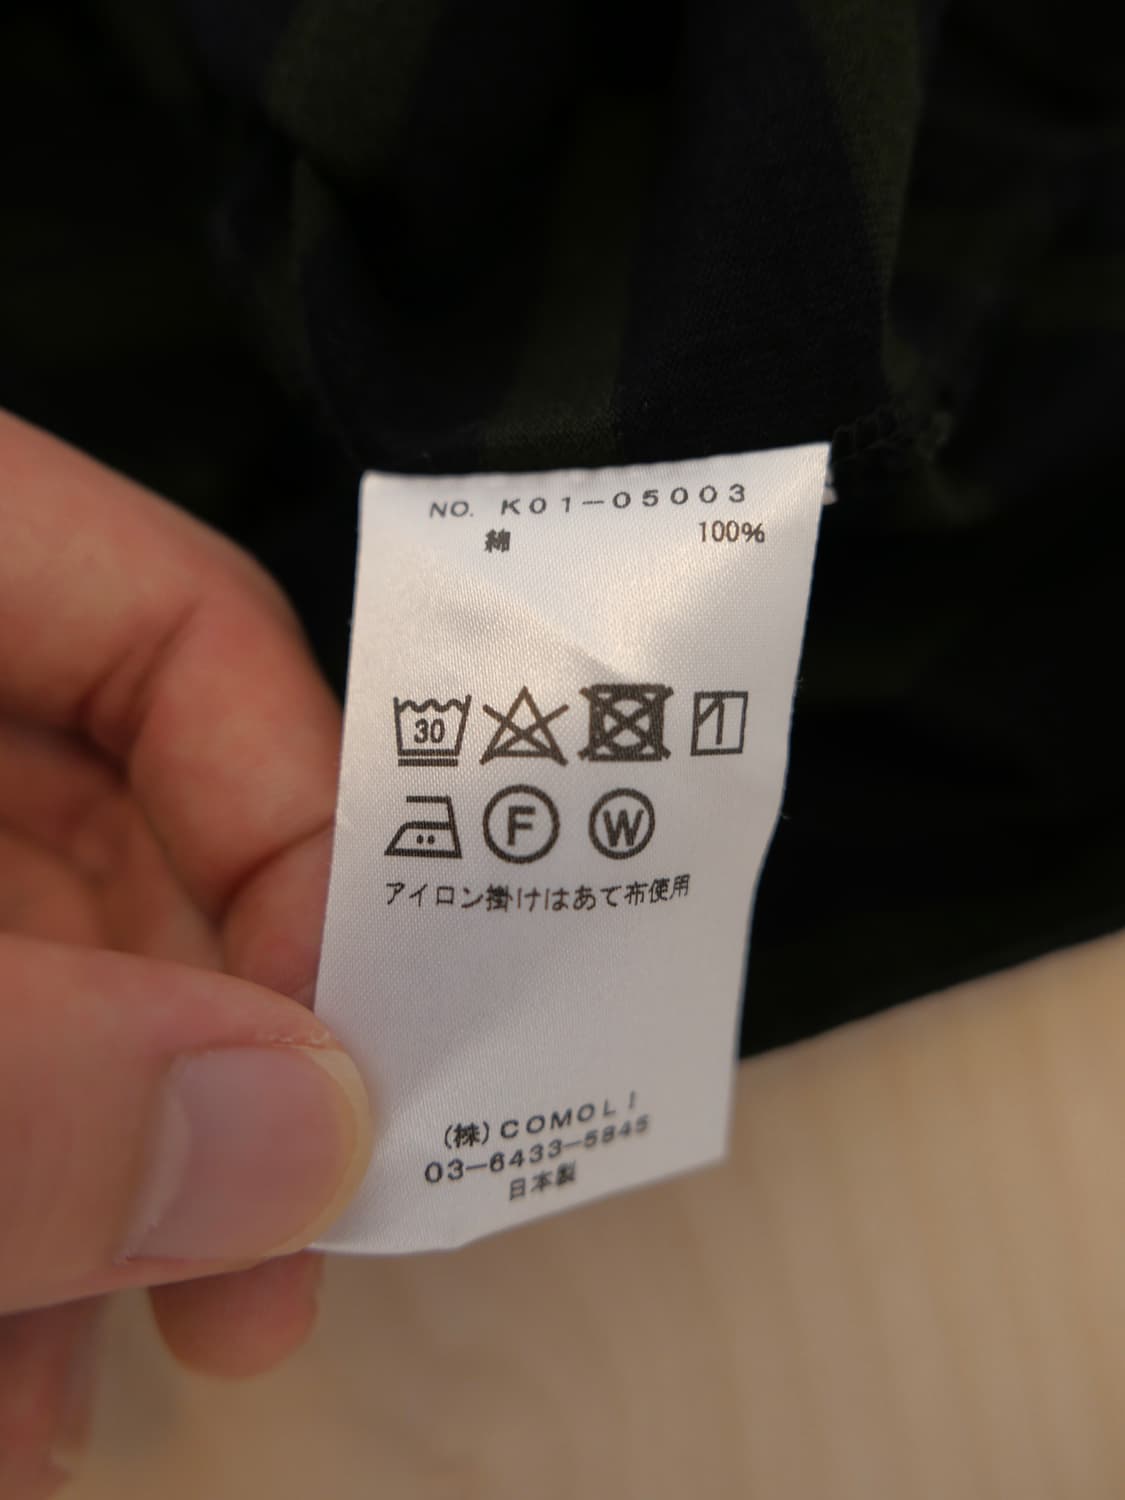 NO. K01-05003
綿 100%
30
F W
アイロン掛けはあて布使用
(株)COMOLI
03-6433-5845
日本製